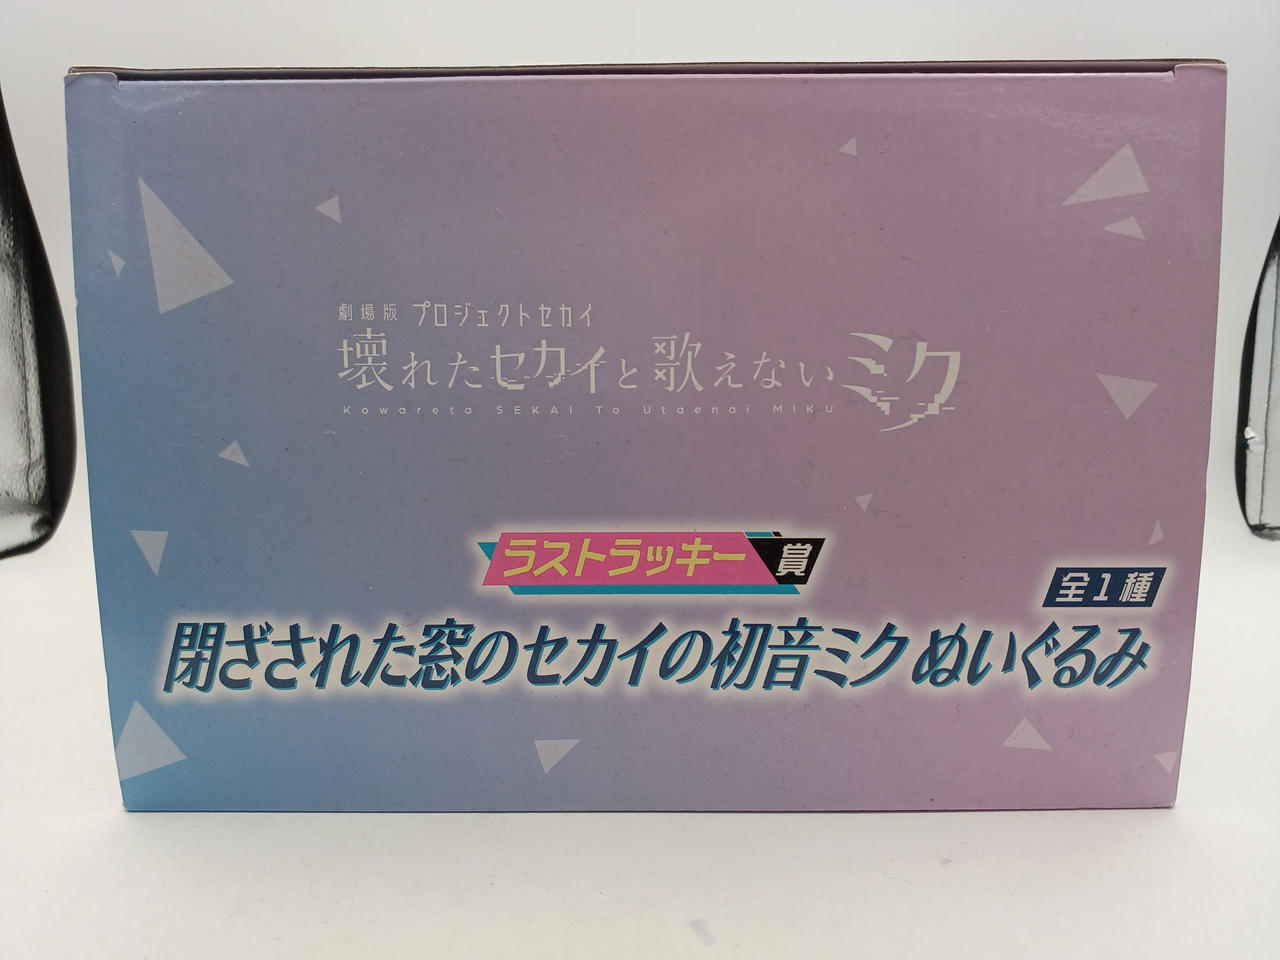 劇場版 プロジェクトセカイ
壊れたセカイと歌えないミク
Kowareta SEKAI To Utaenai MIKU
ラストラッキー賞
全1種
閉ざされた窓のセカイの初音ミク ぬいぐるみ